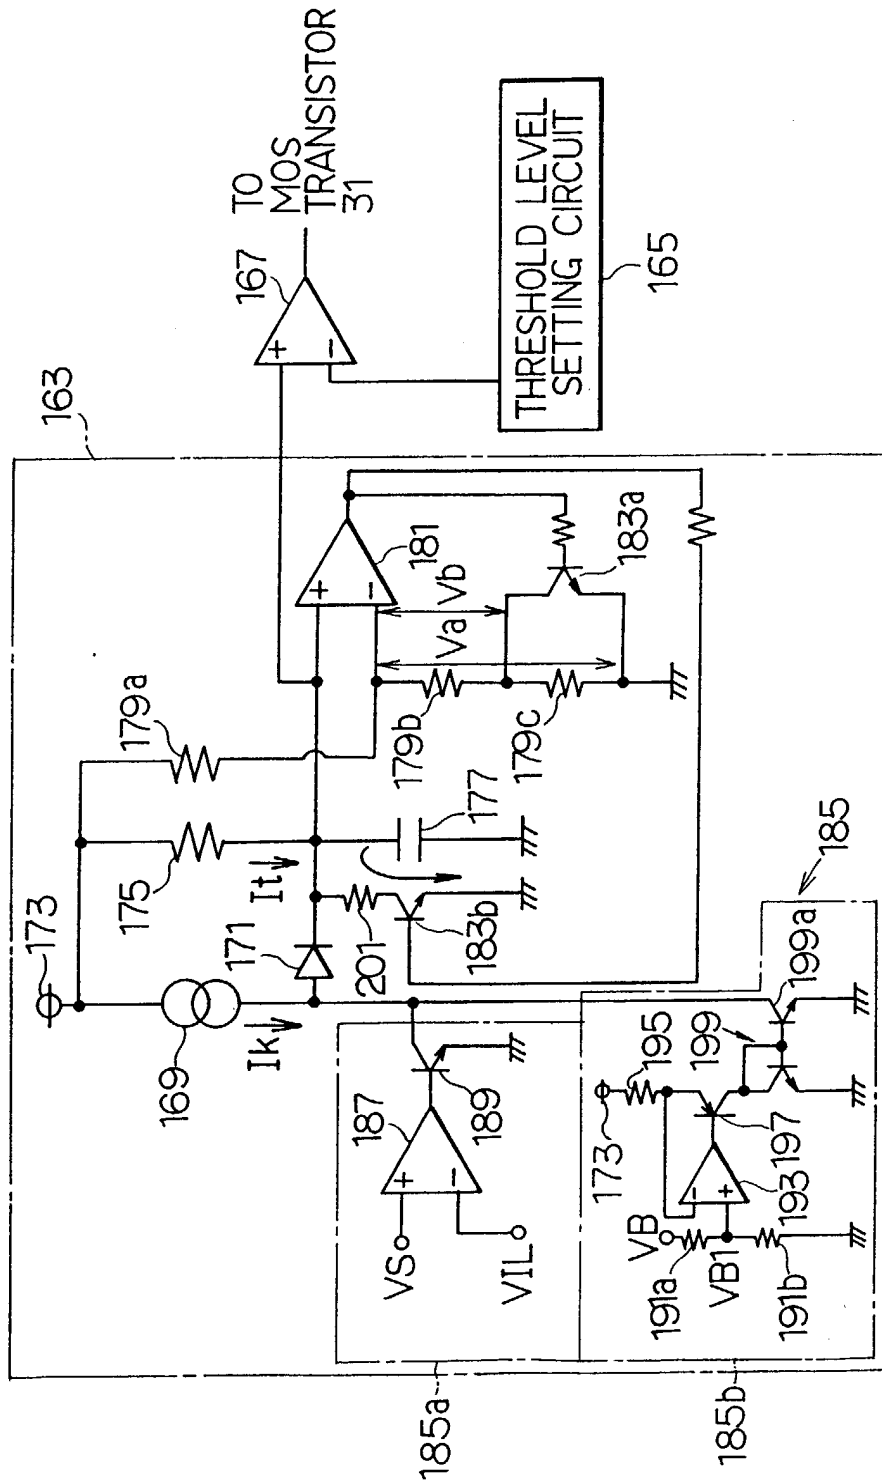 163
173
169
Ik
171
It
175
179a
167
TO
MOS
TRANSISTOR
31
+
−
THRESHOLD LEVEL
SETTING CIRCUIT
165
+
−
181
Va
Vb
179b
179c
183a
177
201
183b
185a
VS
VIL
+
−
187
189
185
185b
VB
VB1
191a
191b
173
195
−
+
193
197
199
199a